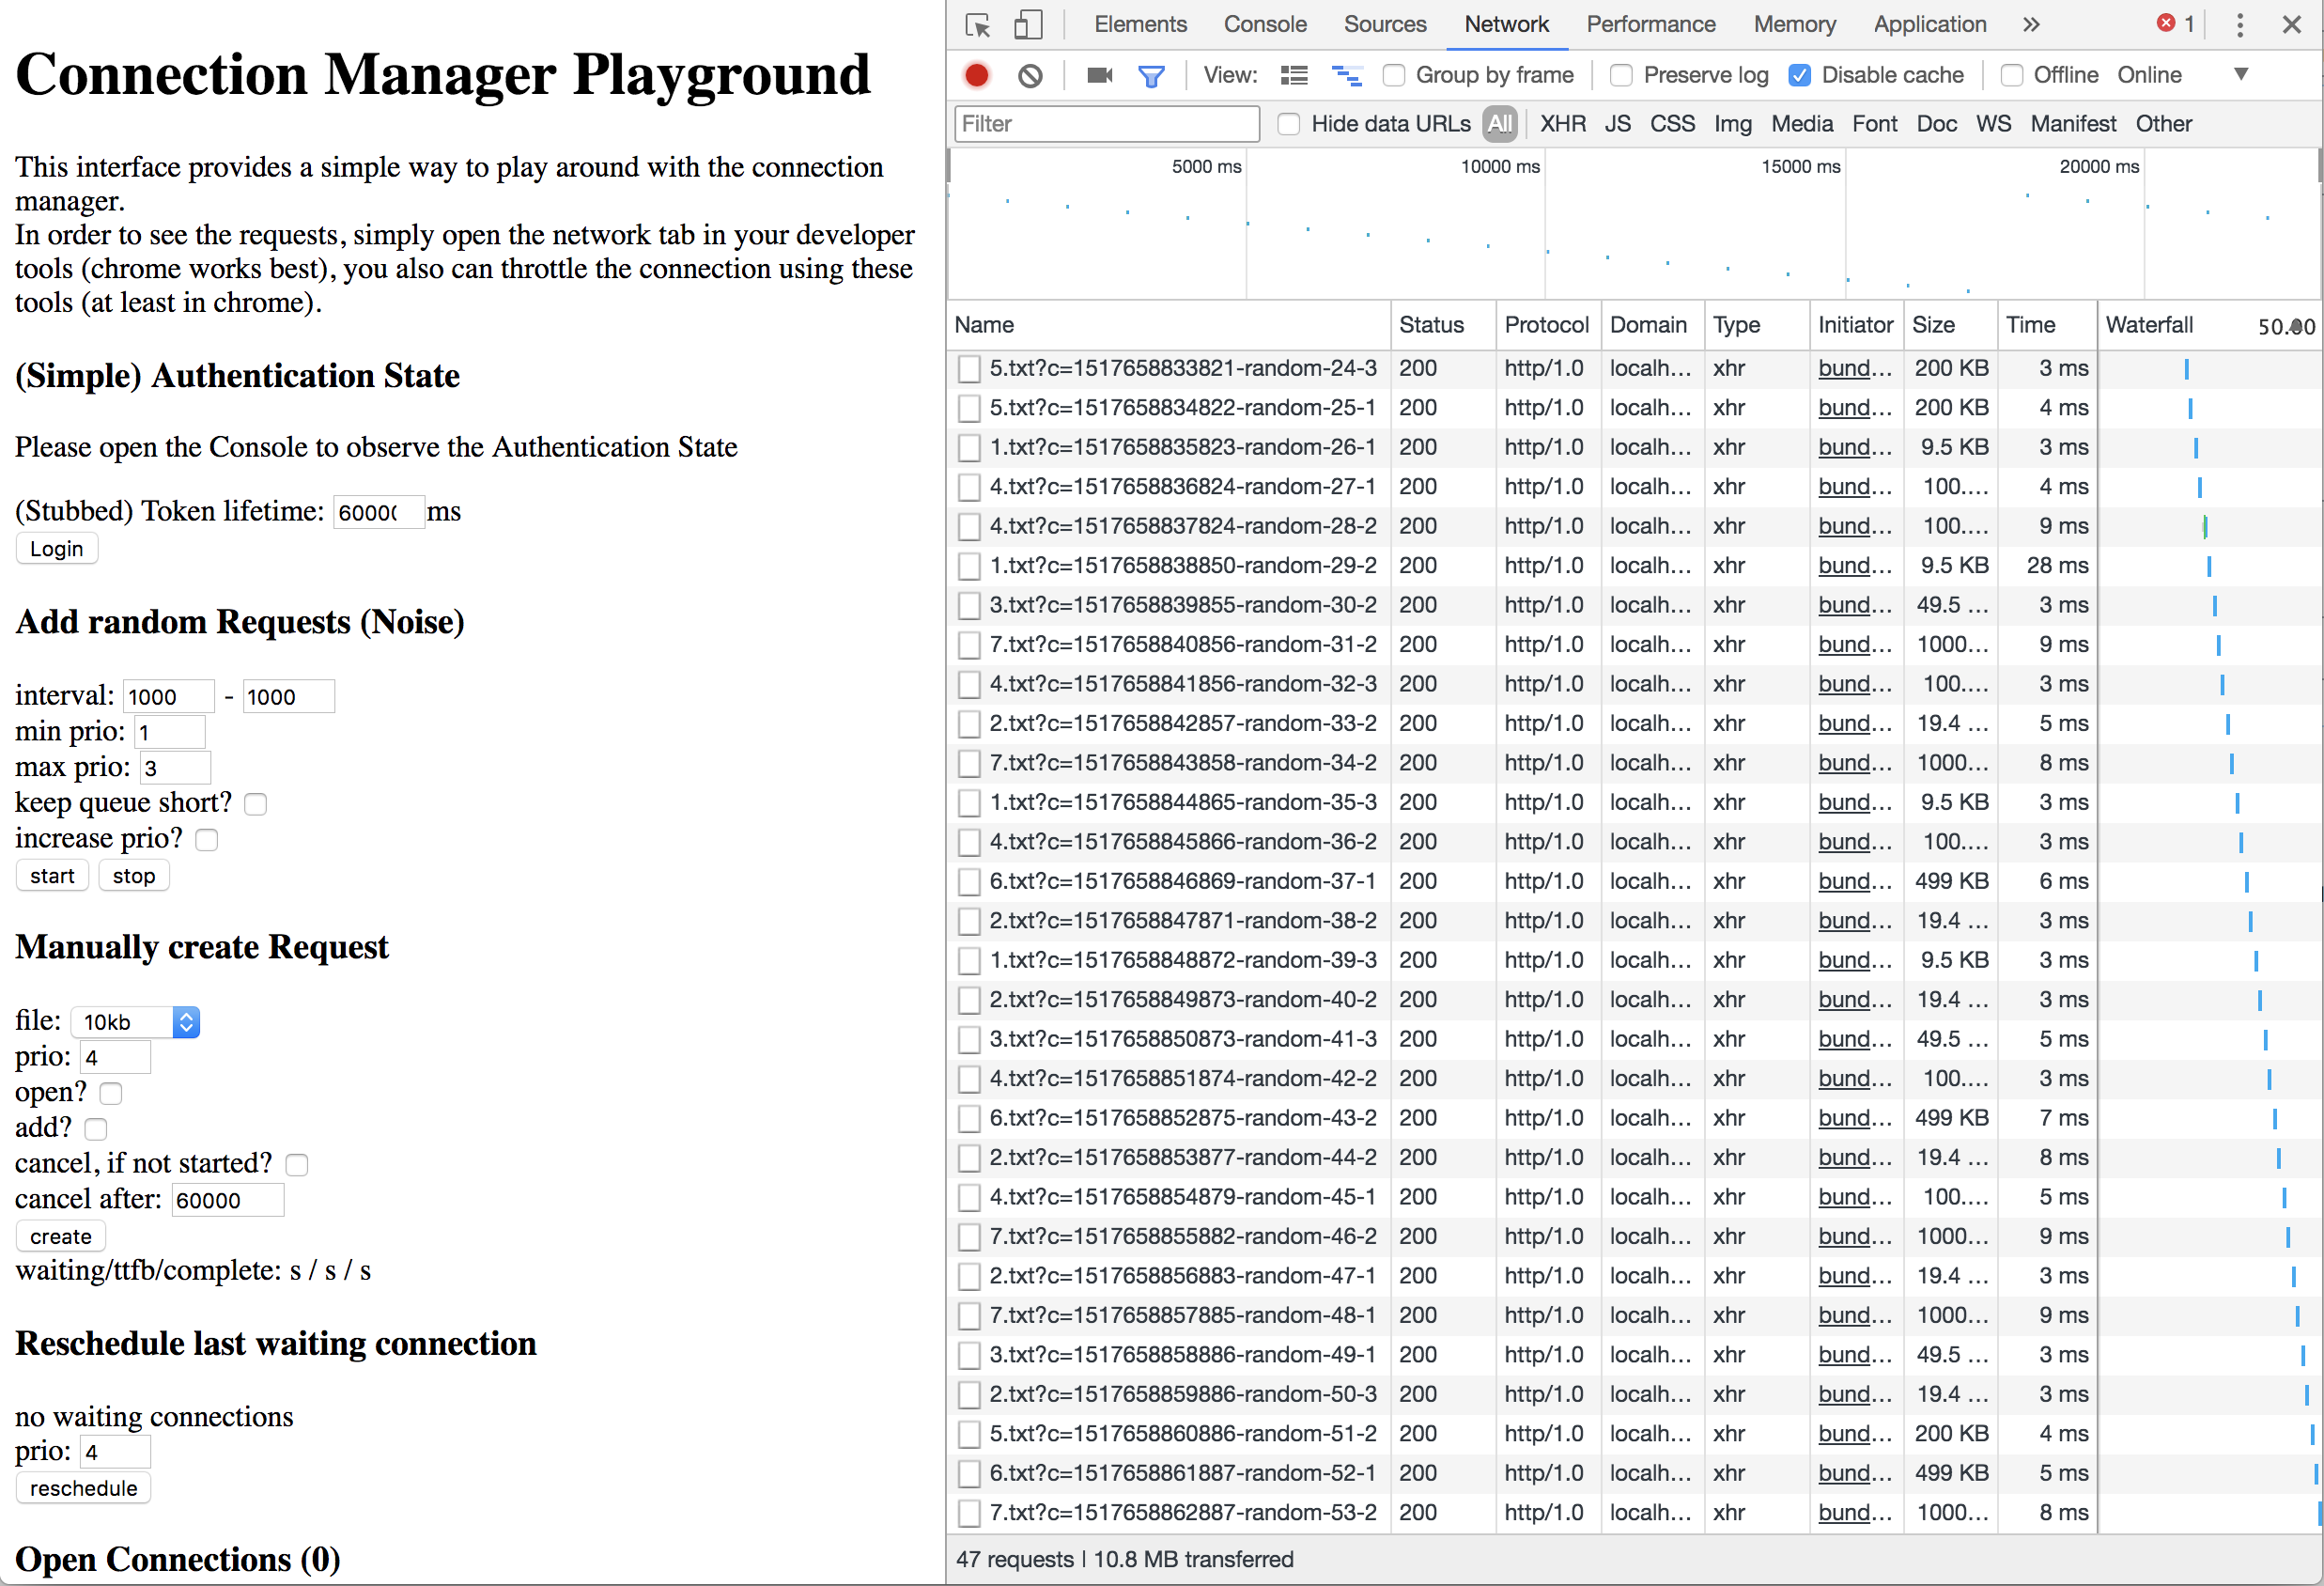 Connection Manager Playground
This interface provides a simple way to play around with the connection
manager.
In order to see the requests, simply open the network tab in your developer
tools (chrome works best), you also can throttle the connection using these
tools (at least in chrome).
(Simple) Authentication State
Please open the Console to observe the Authentication State
(Stubbed) Token lifetime: 6000 ms
Login
Add random Requests (Noise)
interval: 1000 - 1000
min prio: 1
max prio: 3
keep queue short?
increase prio?
start stop
Manually create Request
file: 10kb
prio: 4
open?
add?
cancel, if not started?
cancel after: 60000
create
waiting/ttfb/complete: s / s / s
Reschedule last waiting connection
no waiting connections
prio: 4
reschedule
Open Connections (0)
Elements Console Sources Network Performance Memory Application » 1
View: Group by frame Preserve log Disable cache Offline Online
Filter Hide data URLs All XHR JS CSS Img Media Font Doc WS Manifest Other
5000 ms 10000 ms 15000 ms 20000 ms
Name Status Protocol Domain Type Initiator Size Time Waterfall
5.txt?c=1517658833821-random-24-3 200 http/1.0 localh... xhr bund... 200 KB 3 ms
5.txt?c=1517658834822-random-25-1 200 http/1.0 localh... xhr bund... 200 KB 4 ms
1.txt?c=1517658835823-random-26-1 200 http/1.0 localh... xhr bund... 9.5 KB 3 ms
4.txt?c=1517658836824-random-27-1 200 http/1.0 localh... xhr bund... 100.... 4 ms
4.txt?c=1517658837824-random-28-2 200 http/1.0 localh... xhr bund... 100.... 9 ms
1.txt?c=1517658838850-random-29-2 200 http/1.0 localh... xhr bund... 9.5 KB 28 ms
3.txt?c=1517658839855-random-30-2 200 http/1.0 localh... xhr bund... 49.5 ... 3 ms
7.txt?c=1517658840856-random-31-2 200 http/1.0 localh... xhr bund... 1000... 9 ms
4.txt?c=1517658841856-random-32-3 200 http/1.0 localh... xhr bund... 100.... 3 ms
2.txt?c=1517658842857-random-33-2 200 http/1.0 localh... xhr bund... 19.4 ... 5 ms
7.txt?c=1517658843858-random-34-2 200 http/1.0 localh... xhr bund... 1000... 8 ms
1.txt?c=1517658844865-random-35-3 200 http/1.0 localh... xhr bund... 9.5 KB 3 ms
4.txt?c=1517658845866-random-36-2 200 http/1.0 localh... xhr bund... 100.... 3 ms
6.txt?c=1517658846869-random-37-1 200 http/1.0 localh... xhr bund... 499 KB 6 ms
2.txt?c=1517658847871-random-38-2 200 http/1.0 localh... xhr bund... 19.4 ... 3 ms
1.txt?c=1517658848872-random-39-3 200 http/1.0 localh... xhr bund... 9.5 KB 3 ms
2.txt?c=1517658849873-random-40-2 200 http/1.0 localh... xhr bund... 19.4 ... 3 ms
3.txt?c=1517658850873-random-41-3 200 http/1.0 localh... xhr bund... 49.5 ... 5 ms
4.txt?c=1517658851874-random-42-2 200 http/1.0 localh... xhr bund... 100.... 3 ms
6.txt?c=1517658852875-random-43-2 200 http/1.0 localh... xhr bund... 499 KB 7 ms
2.txt?c=1517658853877-random-44-2 200 http/1.0 localh... xhr bund... 19.4 ... 8 ms
4.txt?c=1517658854879-random-45-1 200 http/1.0 localh... xhr bund... 100.... 5 ms
7.txt?c=1517658855882-random-46-2 200 http/1.0 localh... xhr bund... 1000... 9 ms
2.txt?c=1517658856883-random-47-1 200 http/1.0 localh... xhr bund... 19.4 ... 3 ms
7.txt?c=1517658857885-random-48-1 200 http/1.0 localh... xhr bund... 1000... 9 ms
3.txt?c=1517658858886-random-49-1 200 http/1.0 localh... xhr bund... 49.5 ... 3 ms
2.txt?c=1517658859886-random-50-3 200 http/1.0 localh... xhr bund... 19.4 ... 3 ms
5.txt?c=1517658860886-random-51-2 200 http/1.0 localh... xhr bund... 200 KB 4 ms
6.txt?c=1517658861887-random-52-1 200 http/1.0 localh... xhr bund... 499 KB 5 ms
7.txt?c=1517658862887-random-53-2 200 http/1.0 localh... xhr bund... 1000... 8 ms
47 requests | 10.8 MB transferred